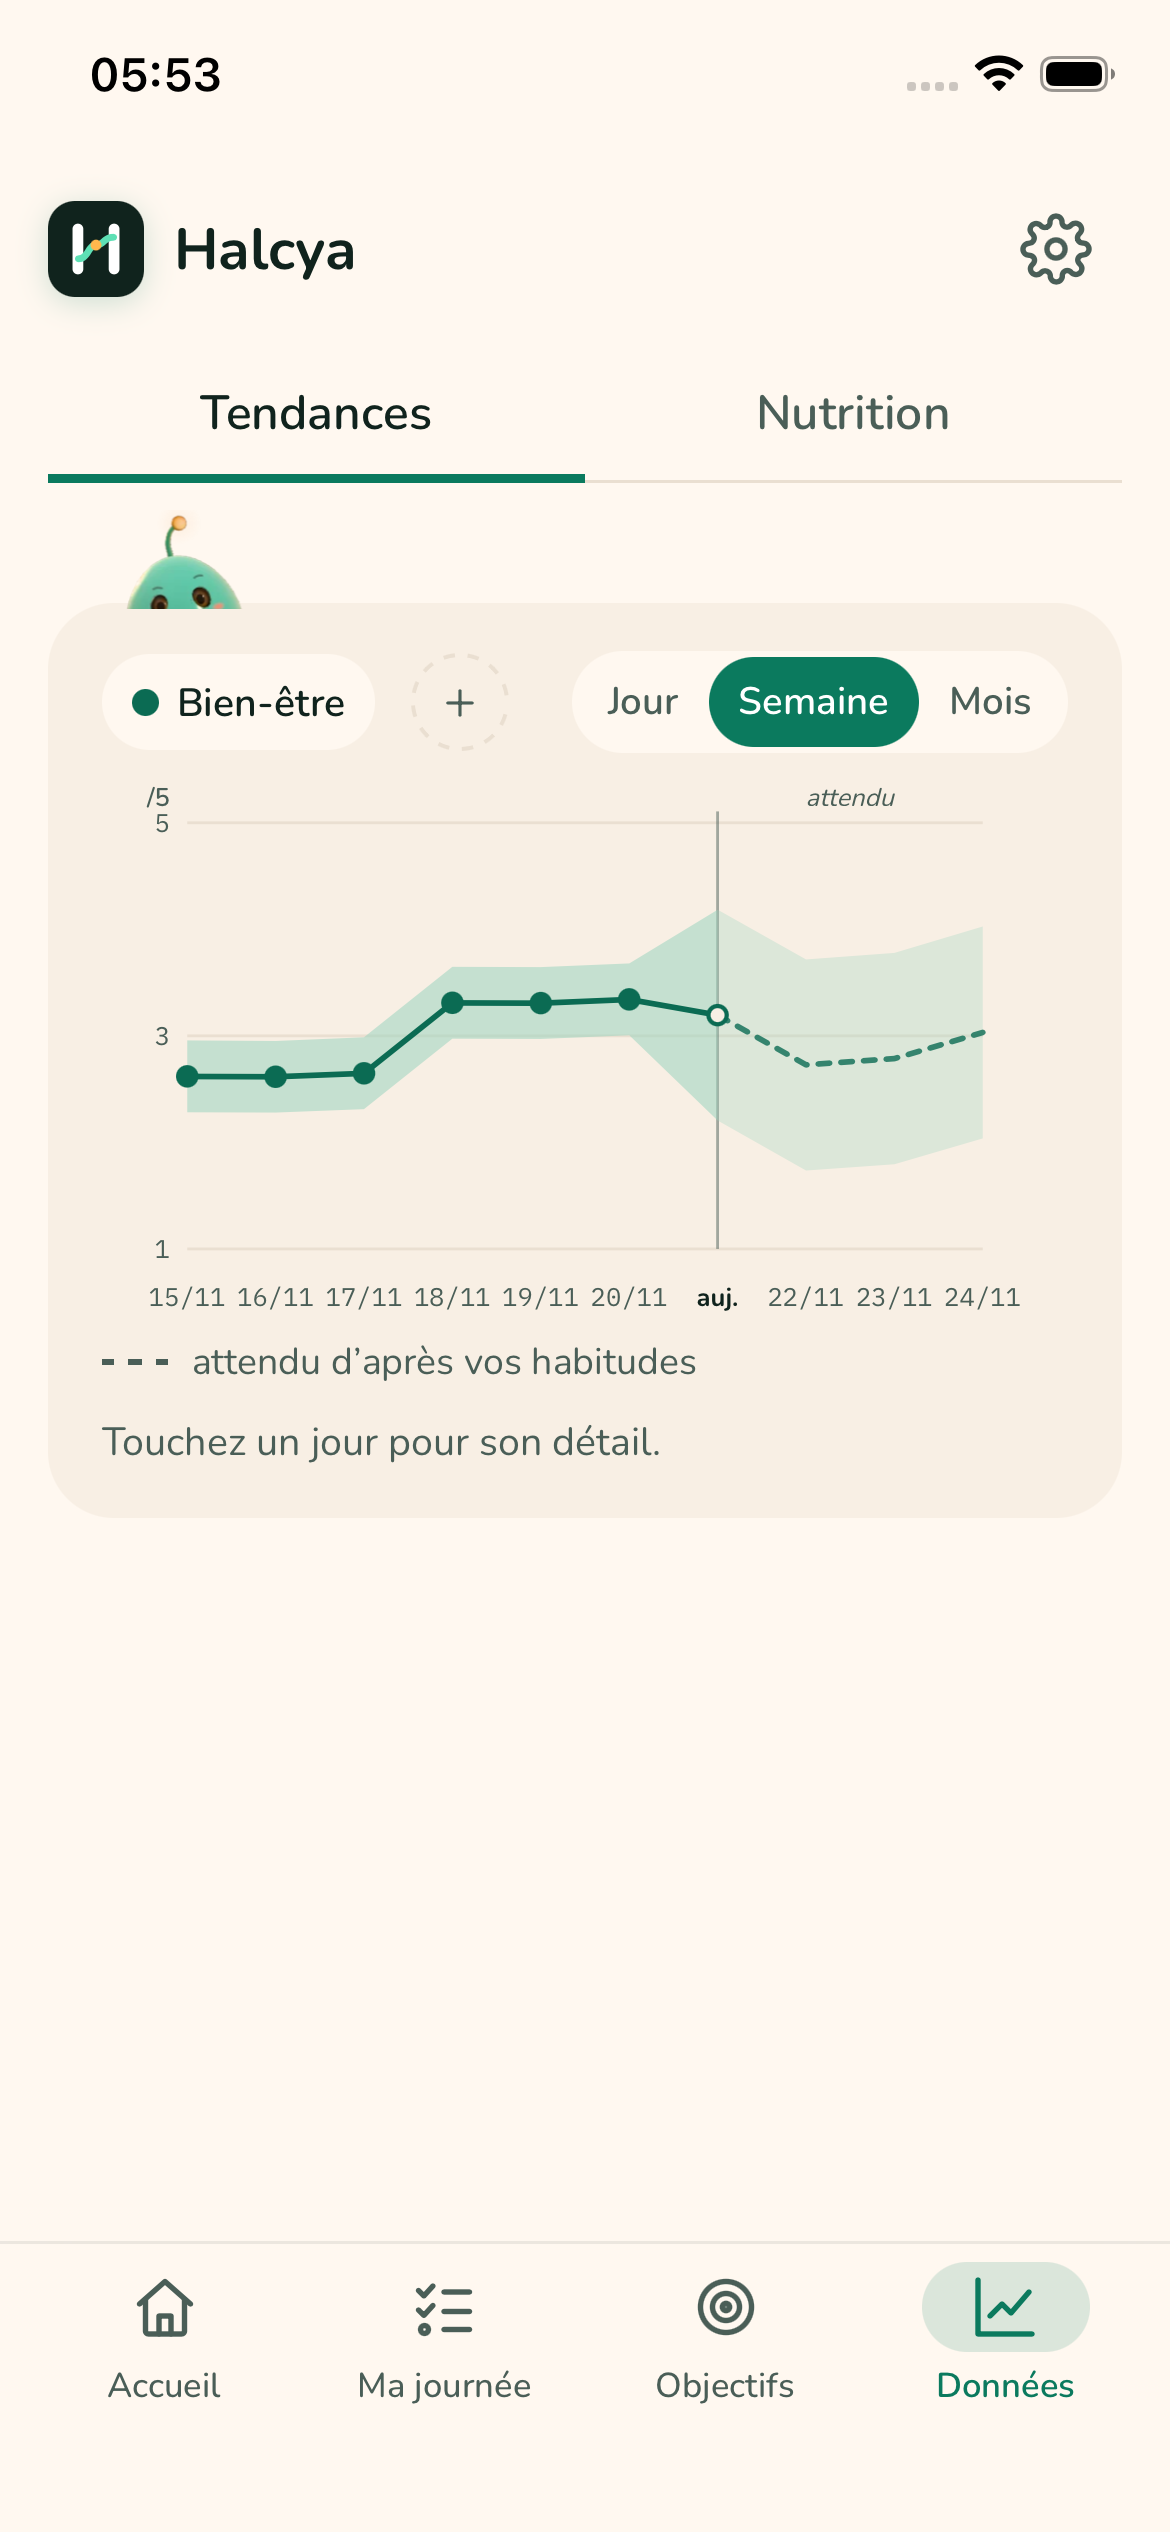 05:53
Halcya
Tendances
Nutrition
Bien-être
+
Jour
Semaine
Mois
/5
attendu
5
3
1
15/11 16/11 17/11 18/11 19/11 20/11 auj. 22/11 23/11 24/11
attendu d’après vos habitudes
Touchez un jour pour son détail.
Accueil
Ma journée
Objectifs
Données